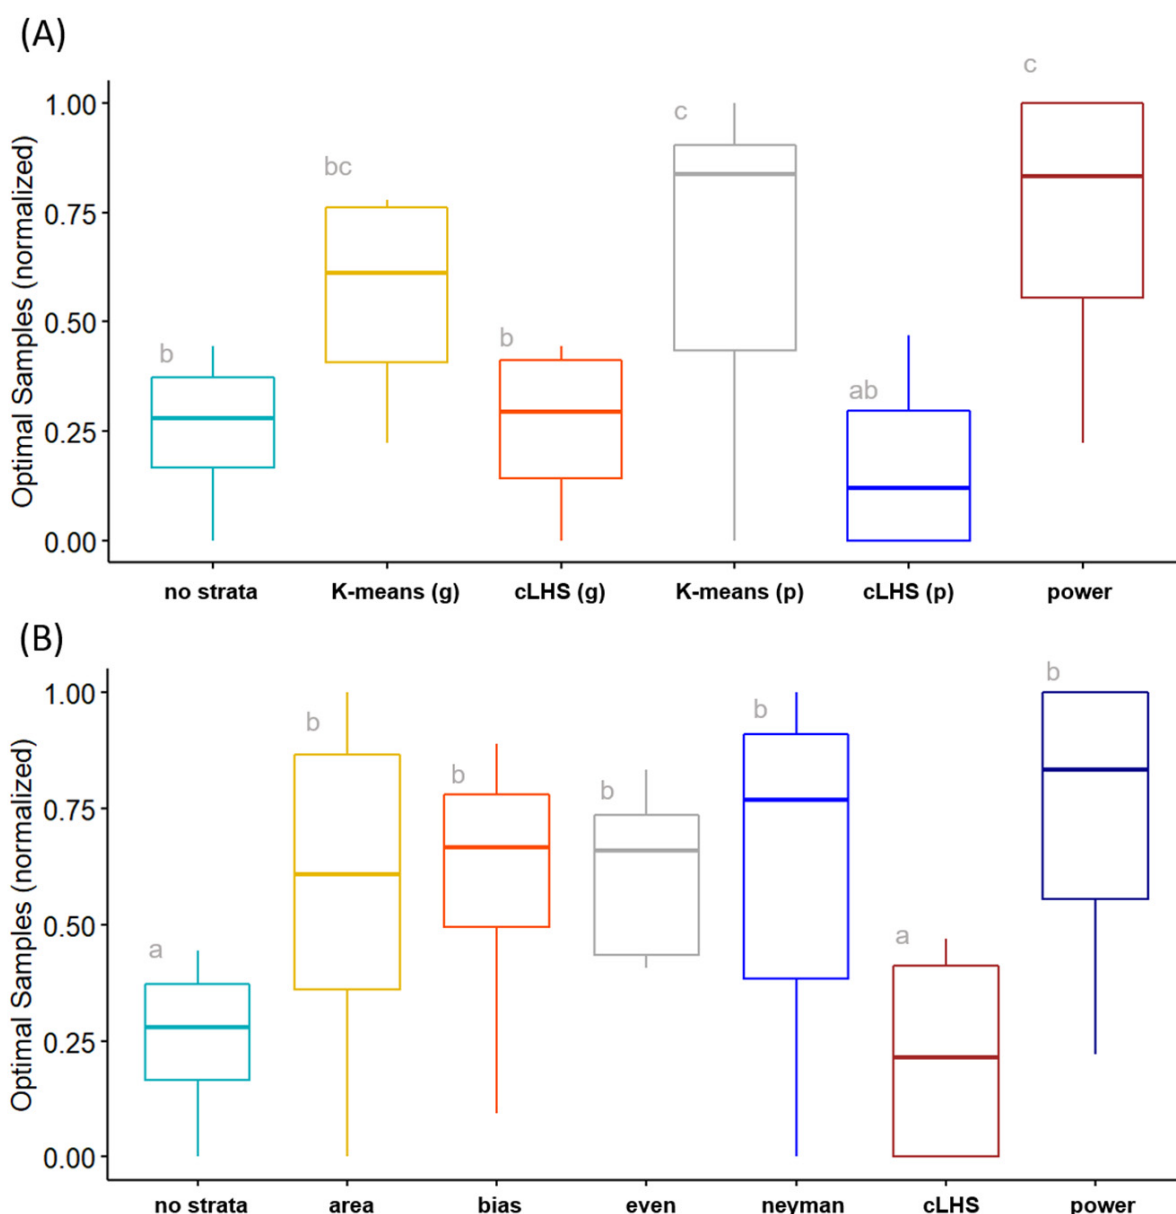 (A)
Optimal Samples (normalized)
1.00
0.75
0.50
0.25
0.00
b
bc
b
c
ab
c
no strata K-means (g) cLHS (g) K-means (p) cLHS (p) power
(B)
Optimal Samples (normalized)
1.00
0.75
0.50
0.25
0.00
a
b
b
b
b
a
b
no strata area bias even neyman cLHS power